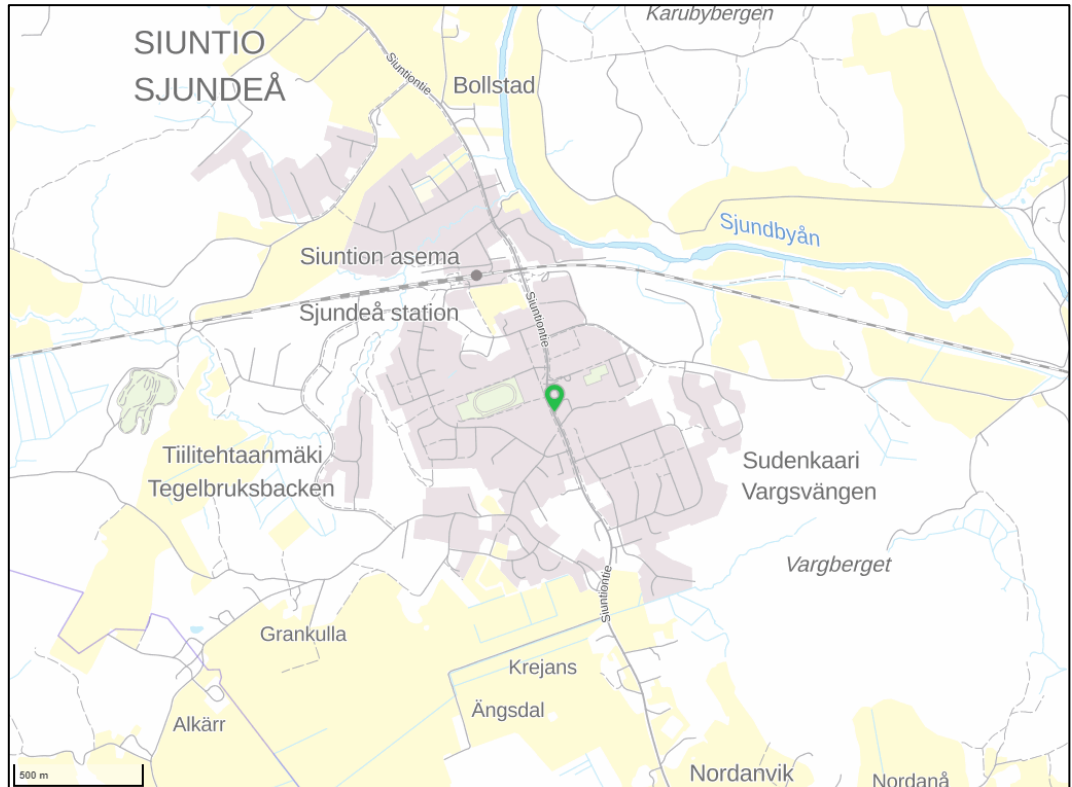 Karubybergen
SIUNTIO
SJUNDEÅ
Siuntiontie
Bollstad
Sjundbyån
Siuntion asema
Sjundeå station
Siuntiontie
Tiilitehtaanmäki
Tegelbruksbacken
Sudenkaari
Vargsvängen
Vargberget
Siuntiontie
Grankulla
Krejans
Ängsdal
Alkärr
500 m
Nordanvik
Nordanå